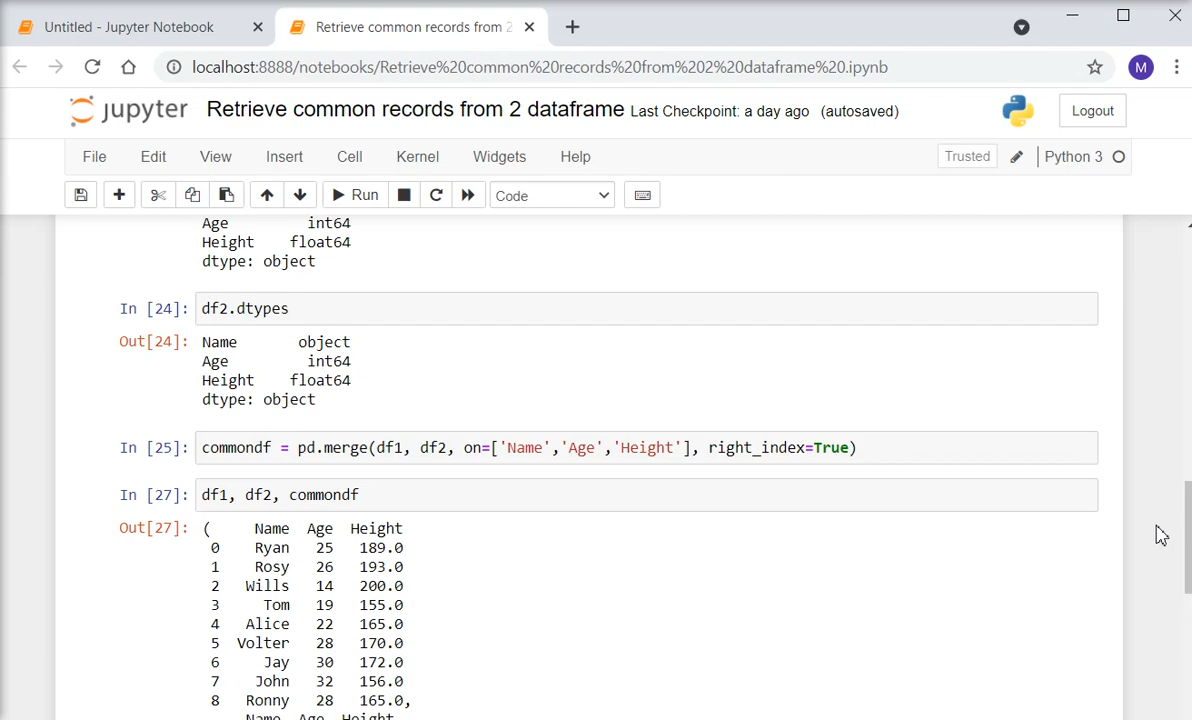 Untitled - Jupyter Notebook
Retrieve common records from 2
localhost:8888/notebooks/Retrieve%20common%20records%20from%202%20dataframe%20.ipynb
M
jupyter Retrieve common records from 2 dataframe Last Checkpoint: a day ago (autosaved)
Logout
File Edit View Insert Cell Kernel Widgets Help
Trusted
Python 3
Run
Code
Age int64
Height float64
dtype: object
In [24]: df2.dtypes
Out[24]: Name object
Age int64
Height float64
dtype: object
In [25]: commondf = pd.merge(df1, df2, on=['Name','Age','Height'], right_index=True)
In [27]: df1, df2, commondf
Out[27]: ( Name Age Height
0 Ryan 25 189.0
1 Rosy 26 193.0
2 Wills 14 200.0
3 Tom 19 155.0
4 Alice 22 165.0
5 Volter 28 170.0
6 Jay 30 172.0
7 John 32 156.0
8 Ronny 28 165.0,
Name Age Height